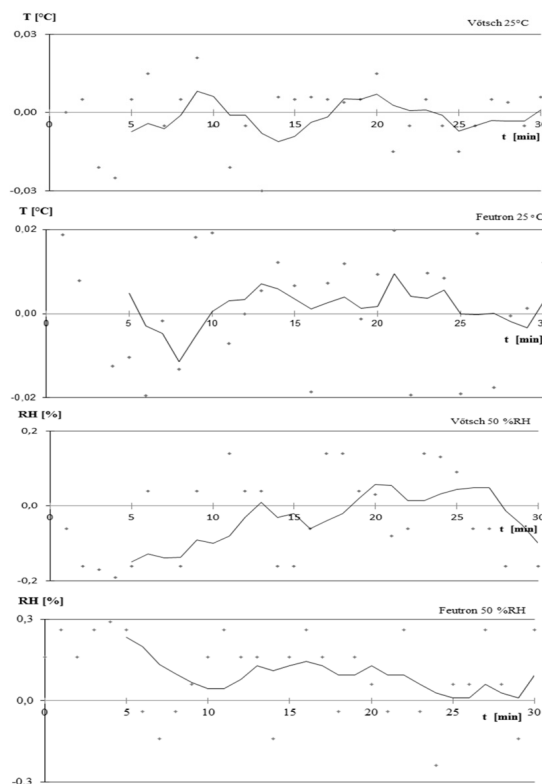 T [°C]
Vötsch 25°C
0,03
0,00
0 5 10 15 20 25 30
t [min]
-0,03
T [°C]
Feutron 25 °C
0,02
0,00
0 5 10 15 20 25 30
t [min]
-0,02
RH [%]
Vötsch 50 %RH
0,2
0,0
0 5 10 15 20 25 30
t [min]
-0,2
RH [%]
Feutron 50 %RH
0,3
0,0
0 5 10 15 20 25 30
t [min]
-0,3